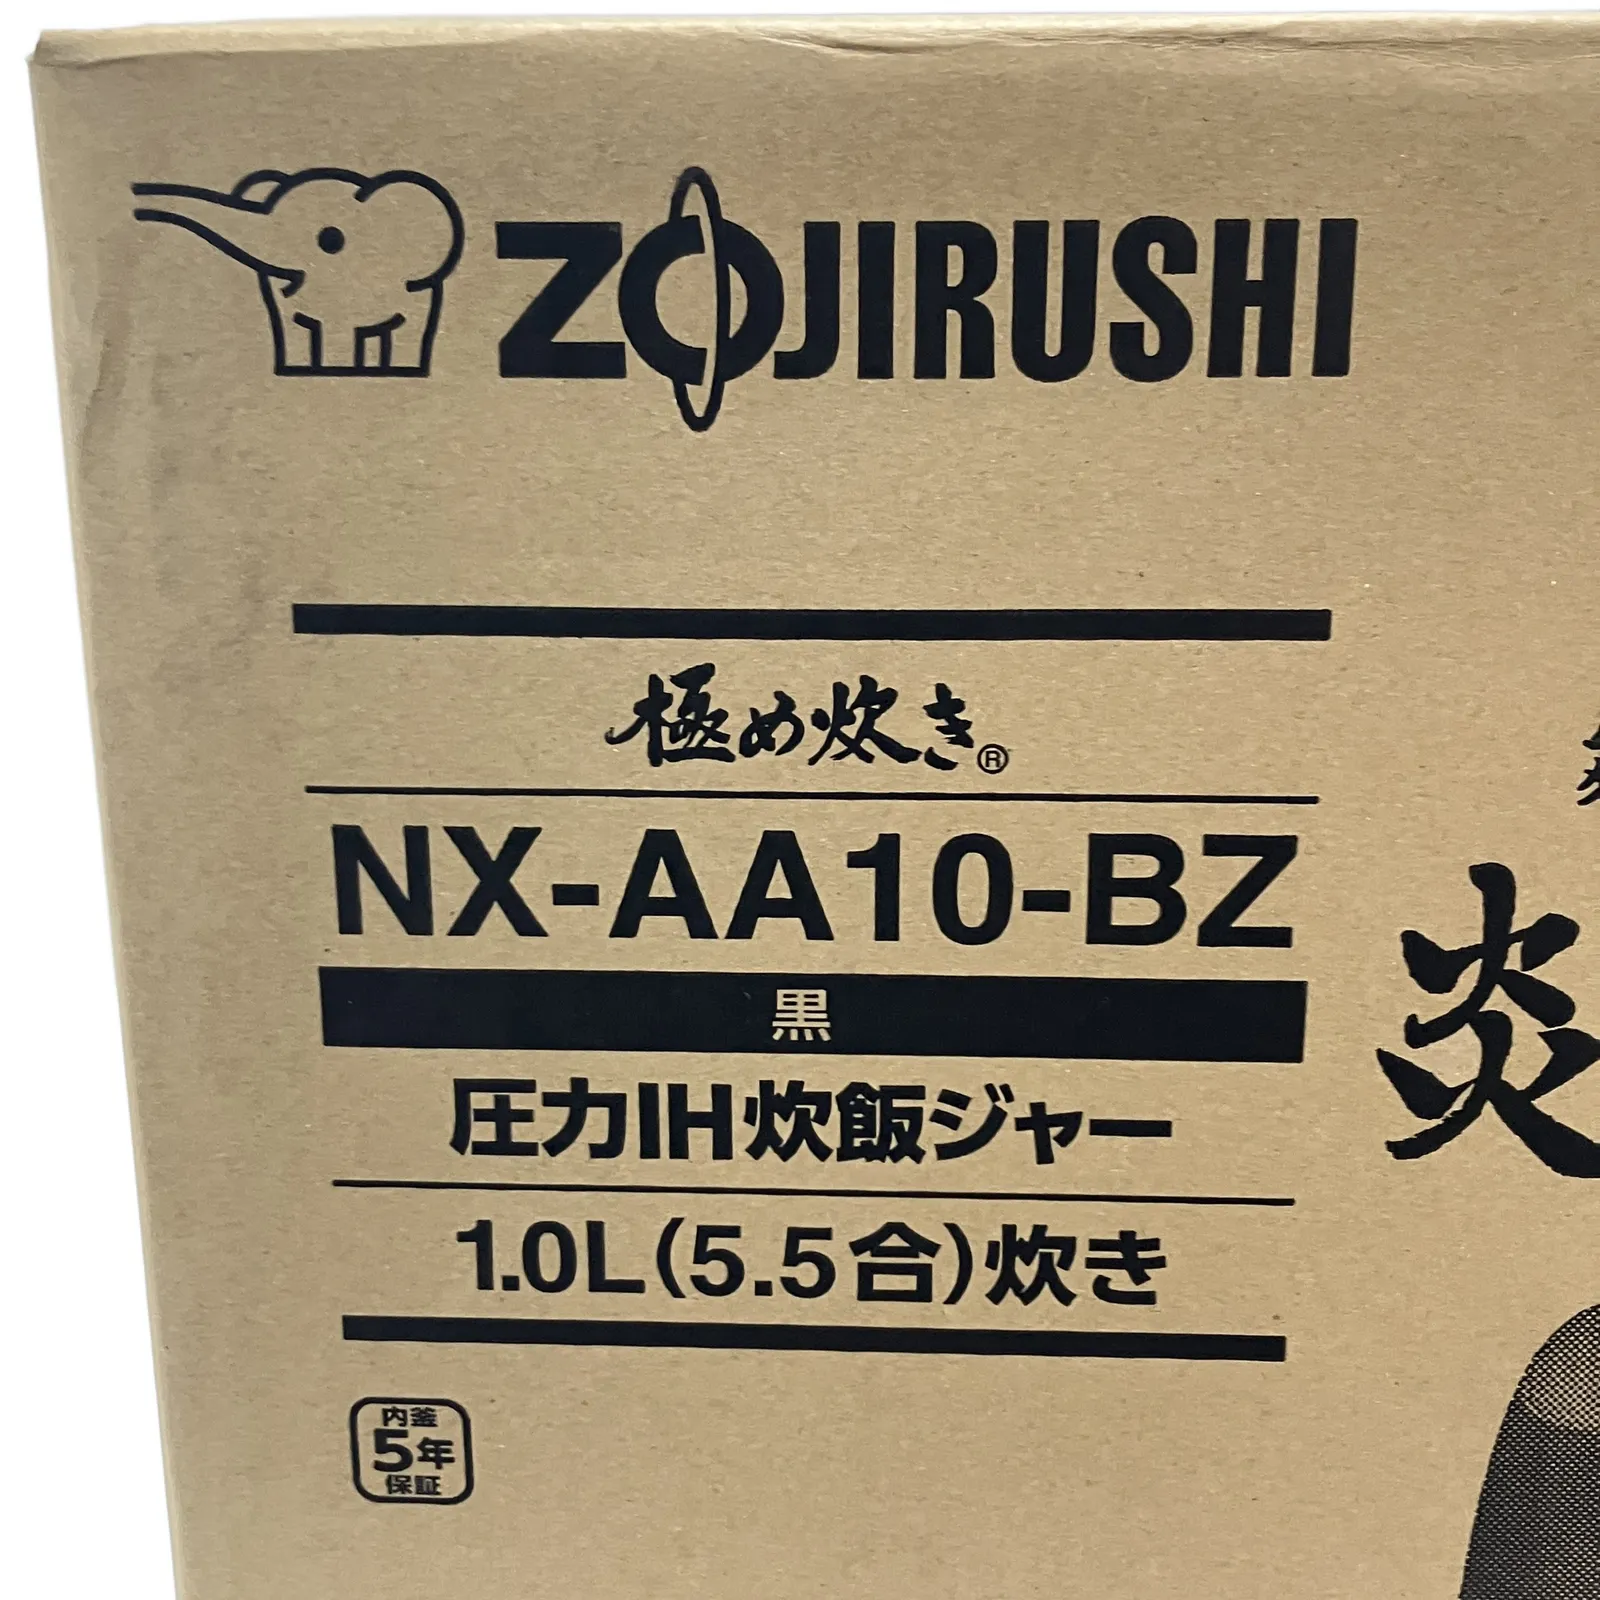 ZOJIRUSHI
極め炊き®
NX-AA10-BZ
黒
圧力IH炊飯ジャー
1.0L(5.5合)炊き
内釜
5年
保証
炎